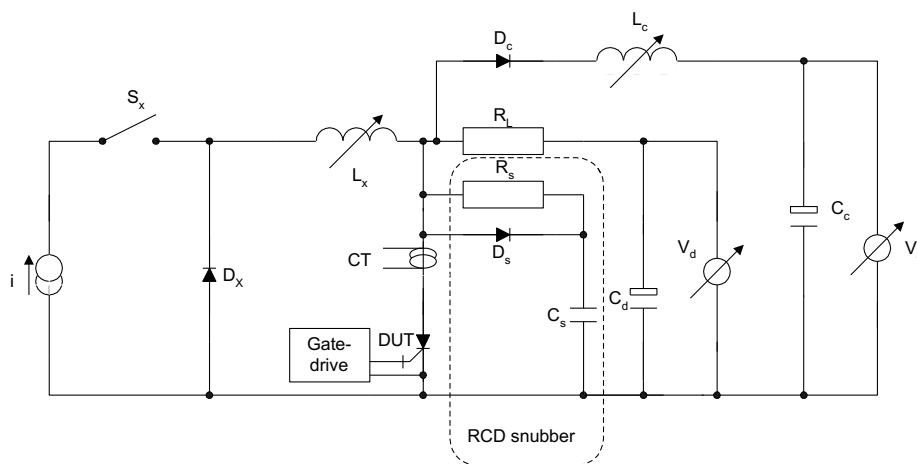 L_c
D_c
S_x
R_L
R_s
L_x
C_c
CT
D_s
V_d
V
i
D_X
C_d
C_s
DUT
Gate-
drive
RCD snubber